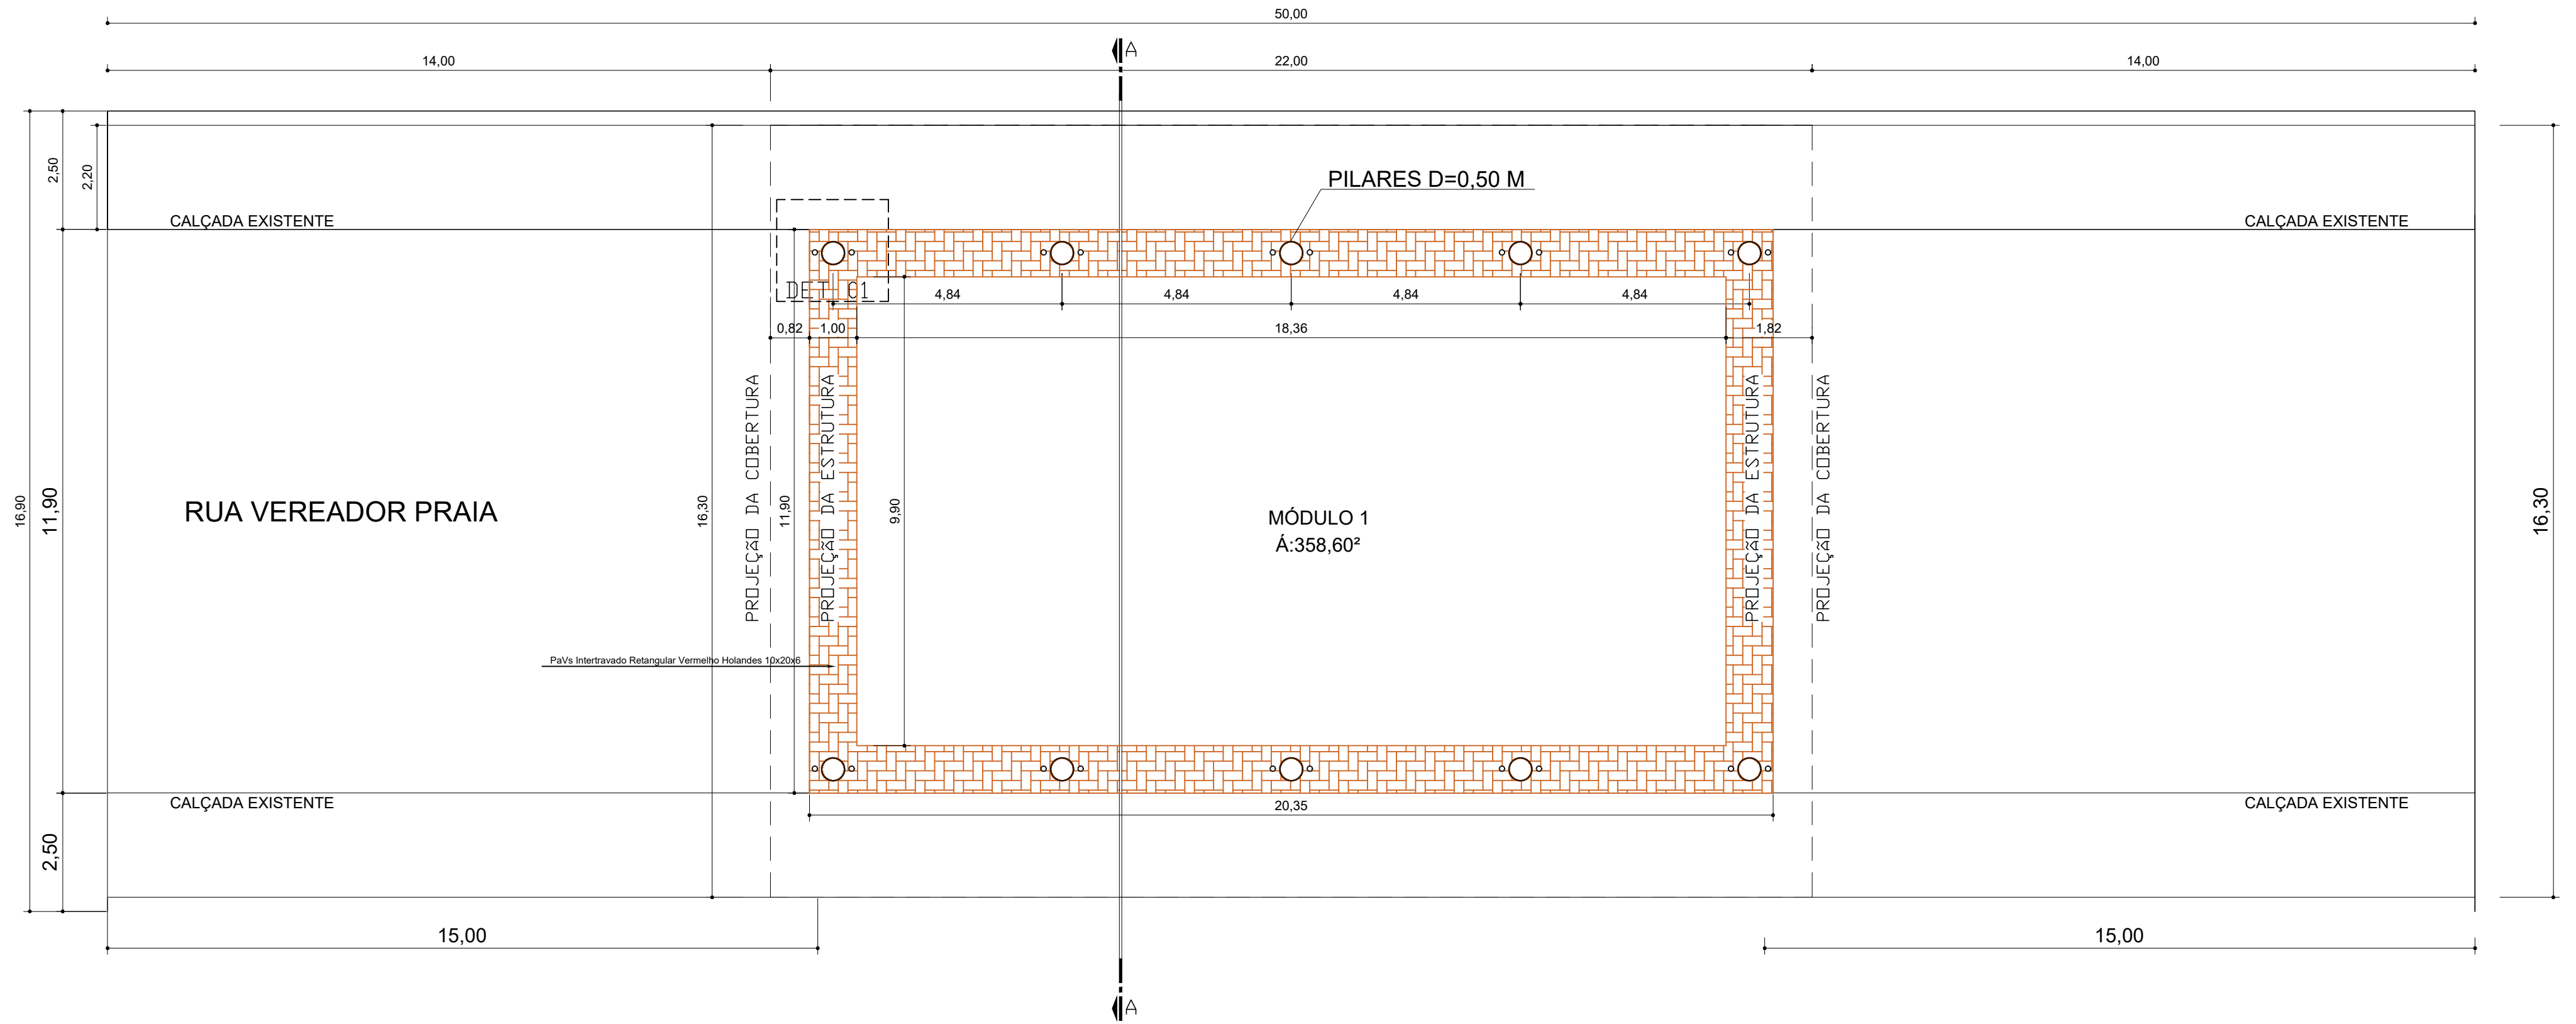 50,00
A
14,00
22,00
14,00
2,50
2,20
PILARES D=0,50 M
CALÇADA EXISTENTE
CALÇADA EXISTENTE
DET. 01
4,84
4,84
4,84
4,84
0,82
1,00
18,36
1,82
PROJEÇÃO DA COBERTURA
PROJEÇÃO DA ESTRUTURA
PROJEÇÃO DA ESTRUTURA
PROJEÇÃO DA COBERTURA
16,90
11,90
RUA VEREADOR PRAIA
16,30
11,90
9,90
MÓDULO 1
Á:358,60²
16,30
PaVs Intertravado Retangular Vermelho Holandes 10x20x6
CALÇADA EXISTENTE
20,35
CALÇADA EXISTENTE
2,50
15,00
15,00
A